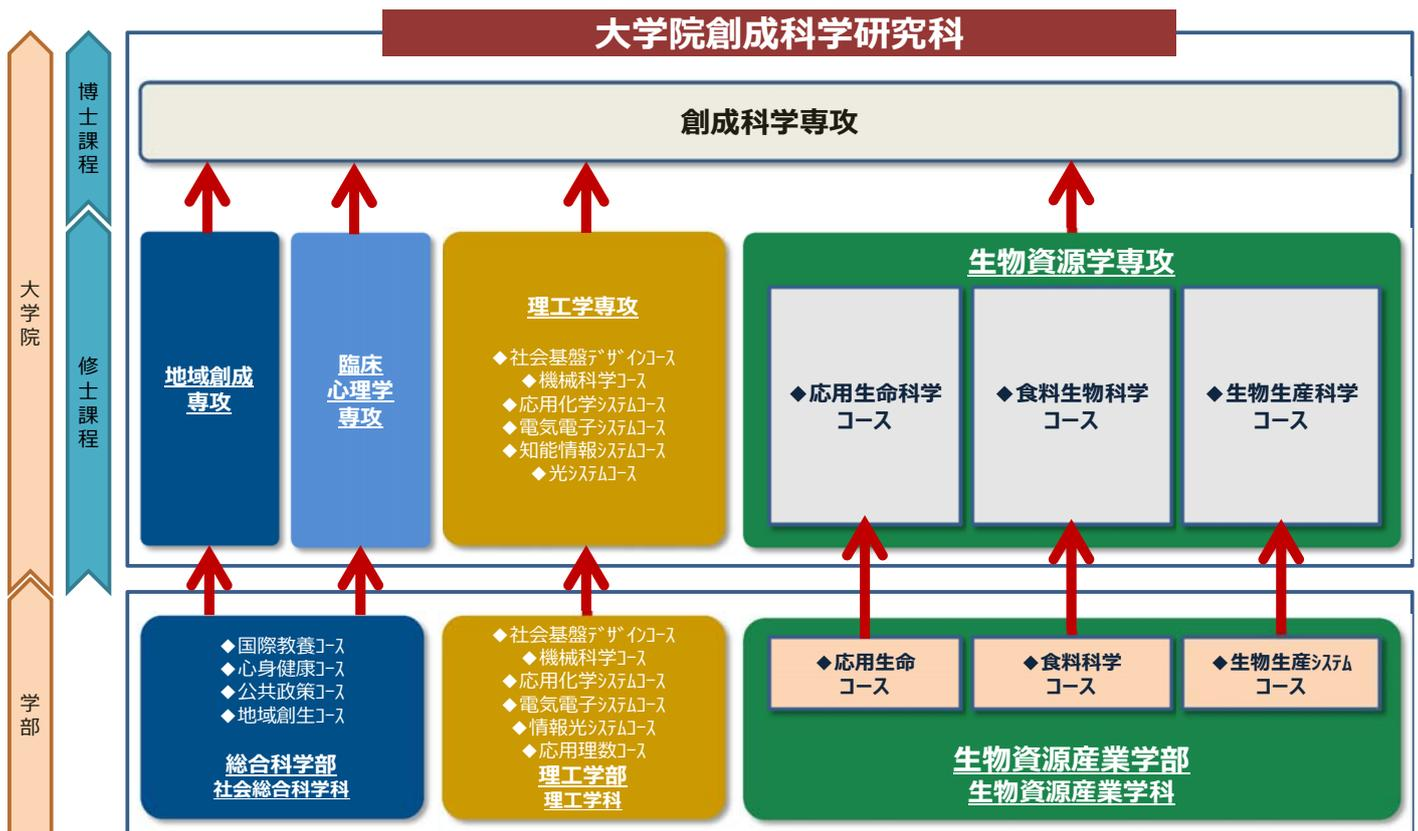 大学院創成科学研究科
博士課程
創成科学専攻
大学院
修士課程
地域創成
専攻
臨床
心理学
専攻
理工学専攻
◆社会基盤ﾃﾞｻﾞｲﾝｺｰｽ
◆機械科学ｺｰｽ
◆応用化学ｼｽﾃﾑｺｰｽ
◆電気電子ｼｽﾃﾑｺｰｽ
◆知能情報ｼｽﾃﾑｺｰｽ
◆光ｼｽﾃﾑｺｰｽ
生物資源学専攻
◆応用生命科学
コース
◆食料生物科学
コース
◆生物生産科学
コース
学部
◆国際教養ｺｰｽ
◆心身健康ｺｰｽ
◆公共政策ｺｰｽ
◆地域創生ｺｰｽ
総合科学部
社会総合科学科
◆社会基盤ﾃﾞｻﾞｲﾝｺｰｽ
◆機械科学ｺｰｽ
◆応用化学ｼｽﾃﾑｺｰｽ
◆電気電子ｼｽﾃﾑｺｰｽ
◆情報光ｼｽﾃﾑｺｰｽ
◆応用理数ｺｰｽ
理工学部
理工学科
◆応用生命
コース
◆食料科学
コース
◆生物生産ｼｽﾃﾑ
コース
生物資源産業学部
生物資源産業学科